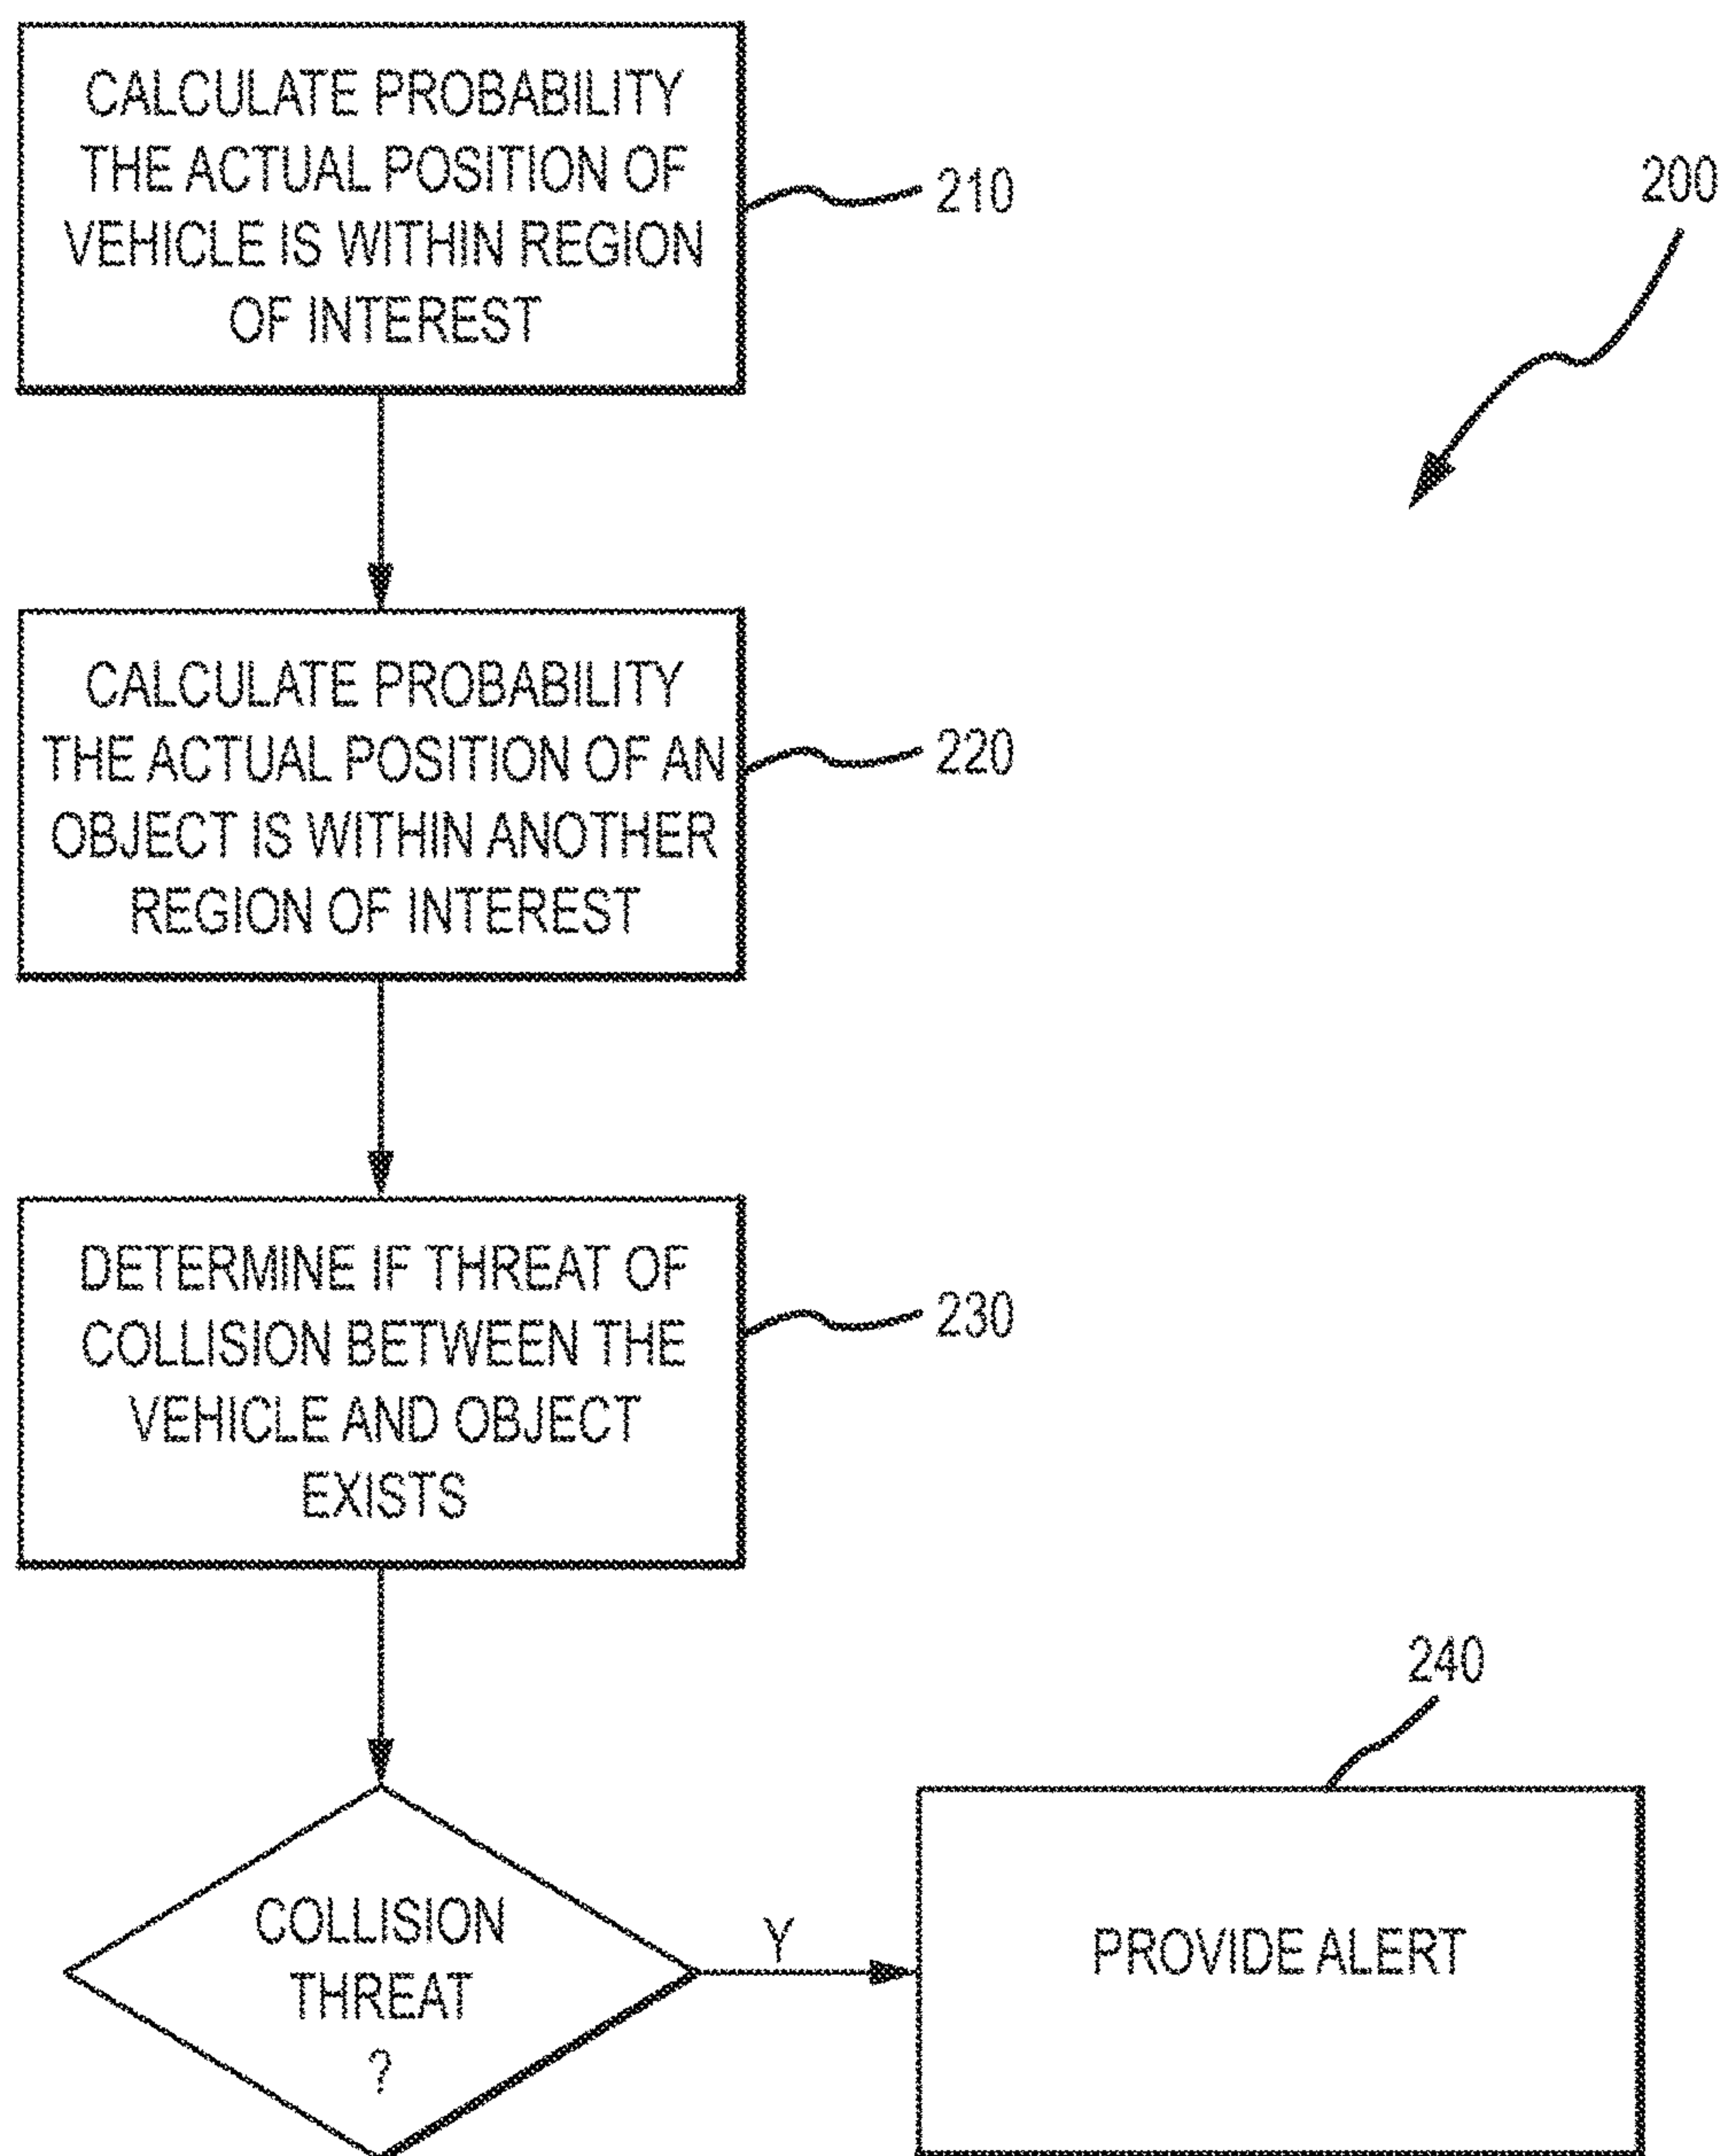 CALCULATE PROBABILITY
THE ACTUAL POSITION OF
VEHICLE IS WITHIN REGION
OF INTEREST
210
200
CALCULATE PROBABILITY
THE ACTUAL POSITION OF AN
OBJECT IS WITHIN ANOTHER
REGION OF INTEREST
220
DETERMINE IF THREAT OF
COLLISION BETWEEN THE
VEHICLE AND OBJECT
EXISTS
230
COLLISION
THREAT
?
Y
240
PROVIDE ALERT